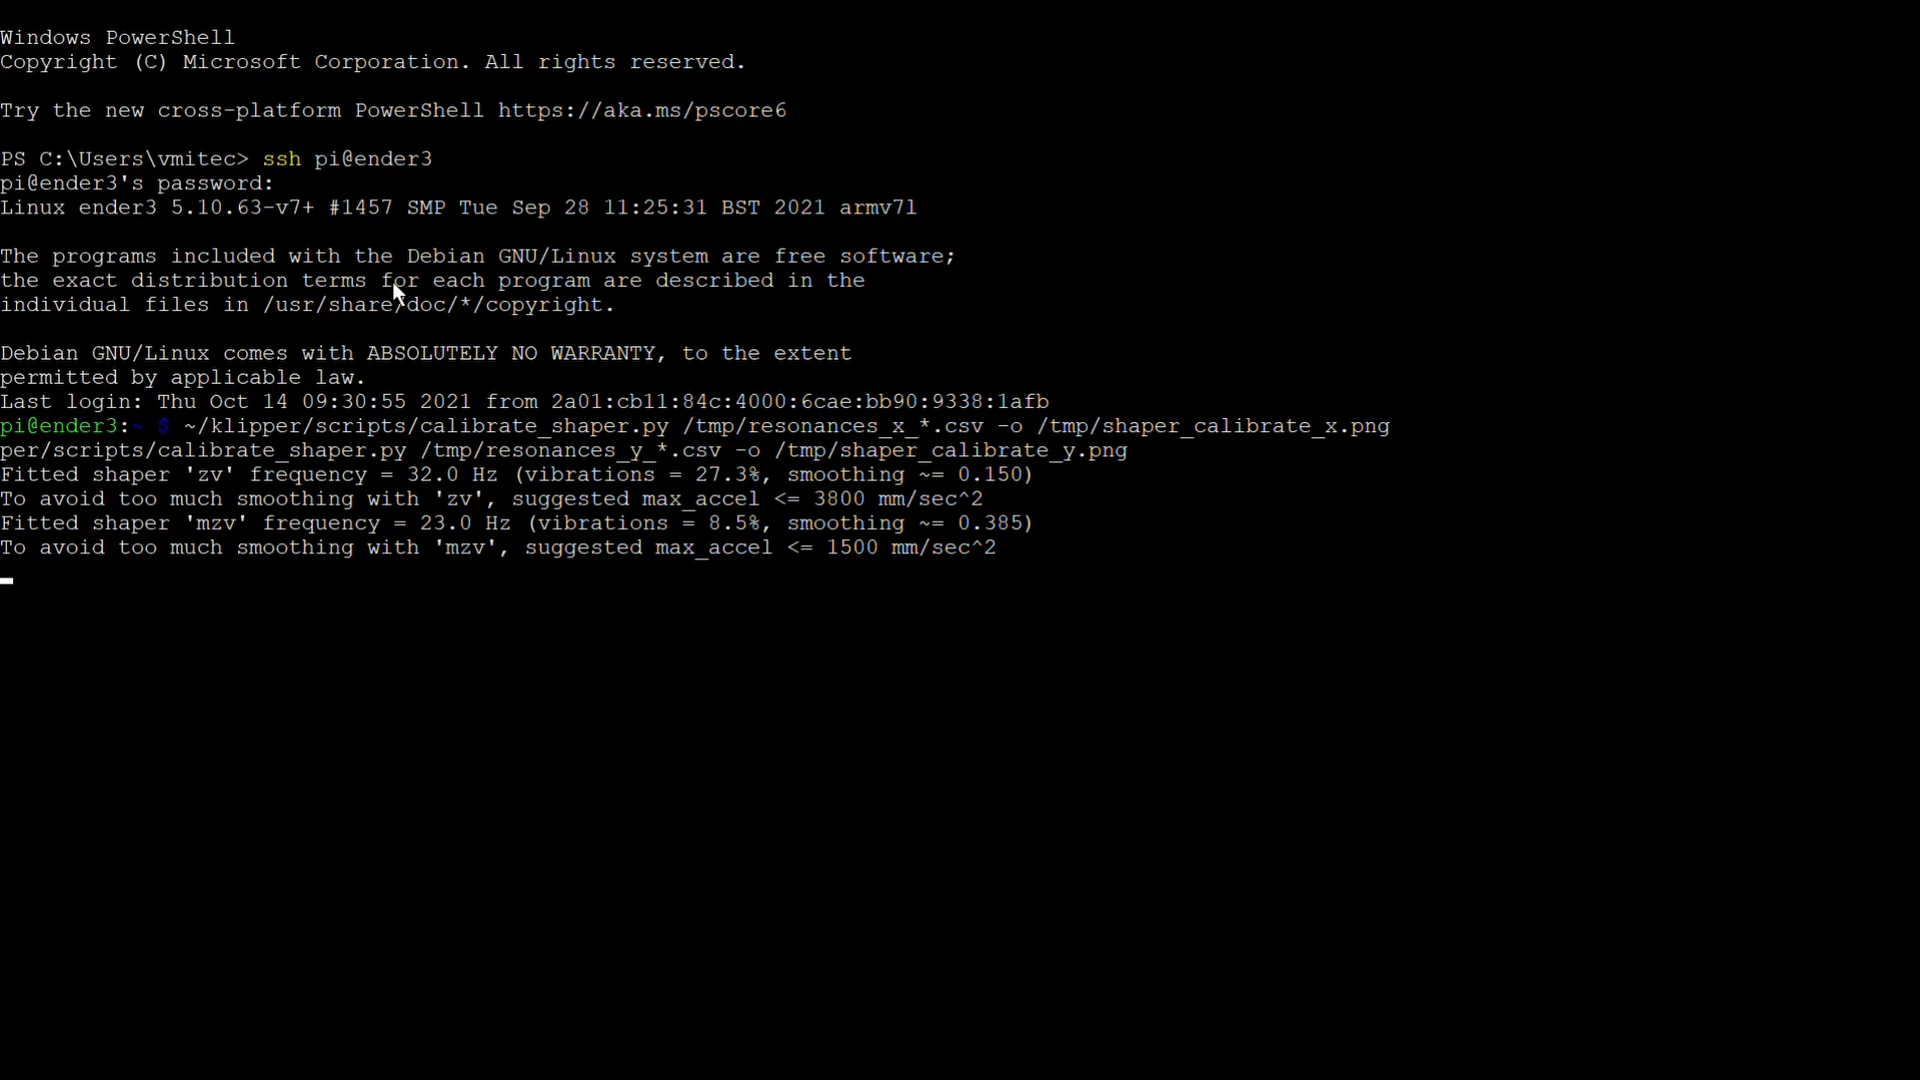 Windows PowerShell
Copyright (C) Microsoft Corporation. All rights reserved.
Try the new cross-platform PowerShell https://aka.ms/pscore6
PS C:\Users\vmitec> ssh pi@ender3
pi@ender3's password:
Linux ender3 5.10.63-v7+ #1457 SMP Tue Sep 28 11:25:31 BST 2021 armv7l
The programs included with the Debian GNU/Linux system are free software;
the exact distribution terms for each program are described in the
individual files in /usr/share/doc/*/copyright.
Debian GNU/Linux comes with ABSOLUTELY NO WARRANTY, to the extent
permitted by applicable law.
Last login: Thu Oct 14 09:30:55 2021 from 2a01:cb11:84c:4000:6cae:bb90:9338:1afb
pi@ender3:~ $ ~/klipper/scripts/calibrate_shaper.py /tmp/resonances_x_*.csv -o /tmp/shaper_calibrate_x.png
per/scripts/calibrate_shaper.py /tmp/resonances_y_*.csv -o /tmp/shaper_calibrate_y.png
Fitted shaper 'zv' frequency = 32.0 Hz (vibrations = 27.3%, smoothing ~= 0.150)
To avoid too much smoothing with 'zv', suggested max_accel <= 3800 mm/sec^2
Fitted shaper 'mzv' frequency = 23.0 Hz (vibrations = 8.5%, smoothing ~= 0.385)
To avoid too much smoothing with 'mzv', suggested max_accel <= 1500 mm/sec^2